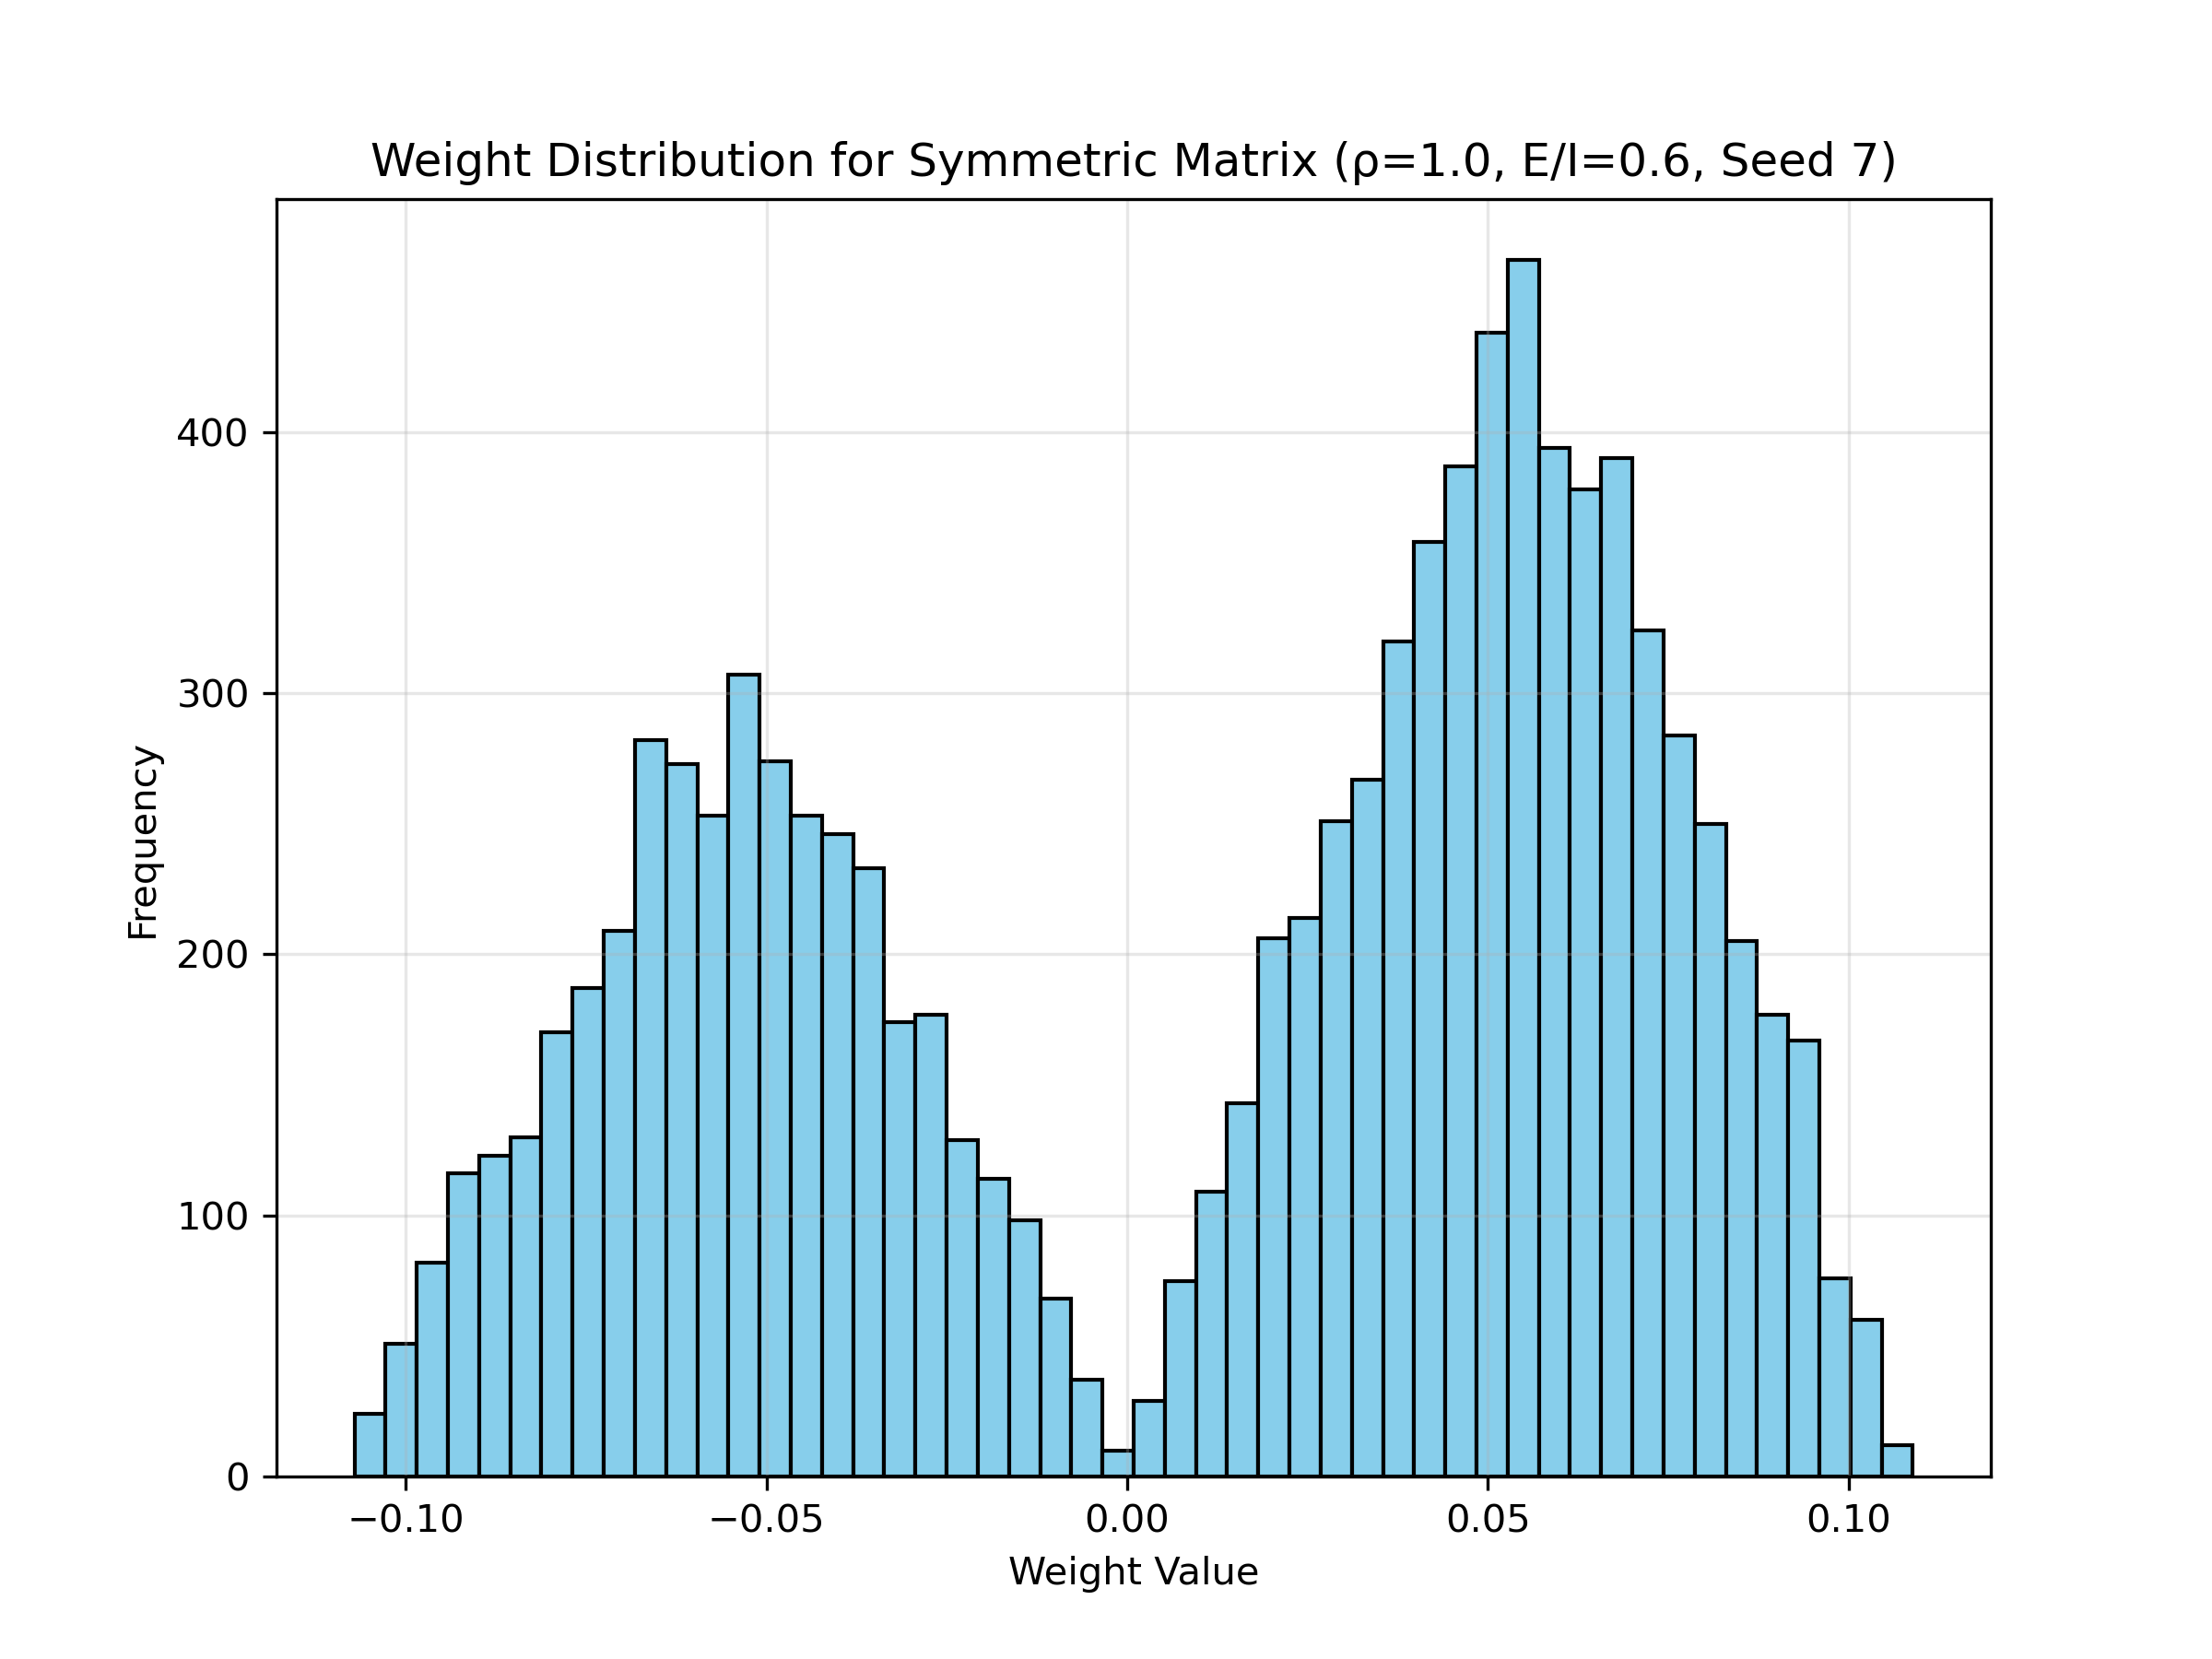 Weight Distribution for Symmetric Matrix (ρ=1.0, E/I=0.6, Seed 7)
Frequency
400
300
200
100
0
−0.10 −0.05 0.00 0.05 0.10
Weight Value